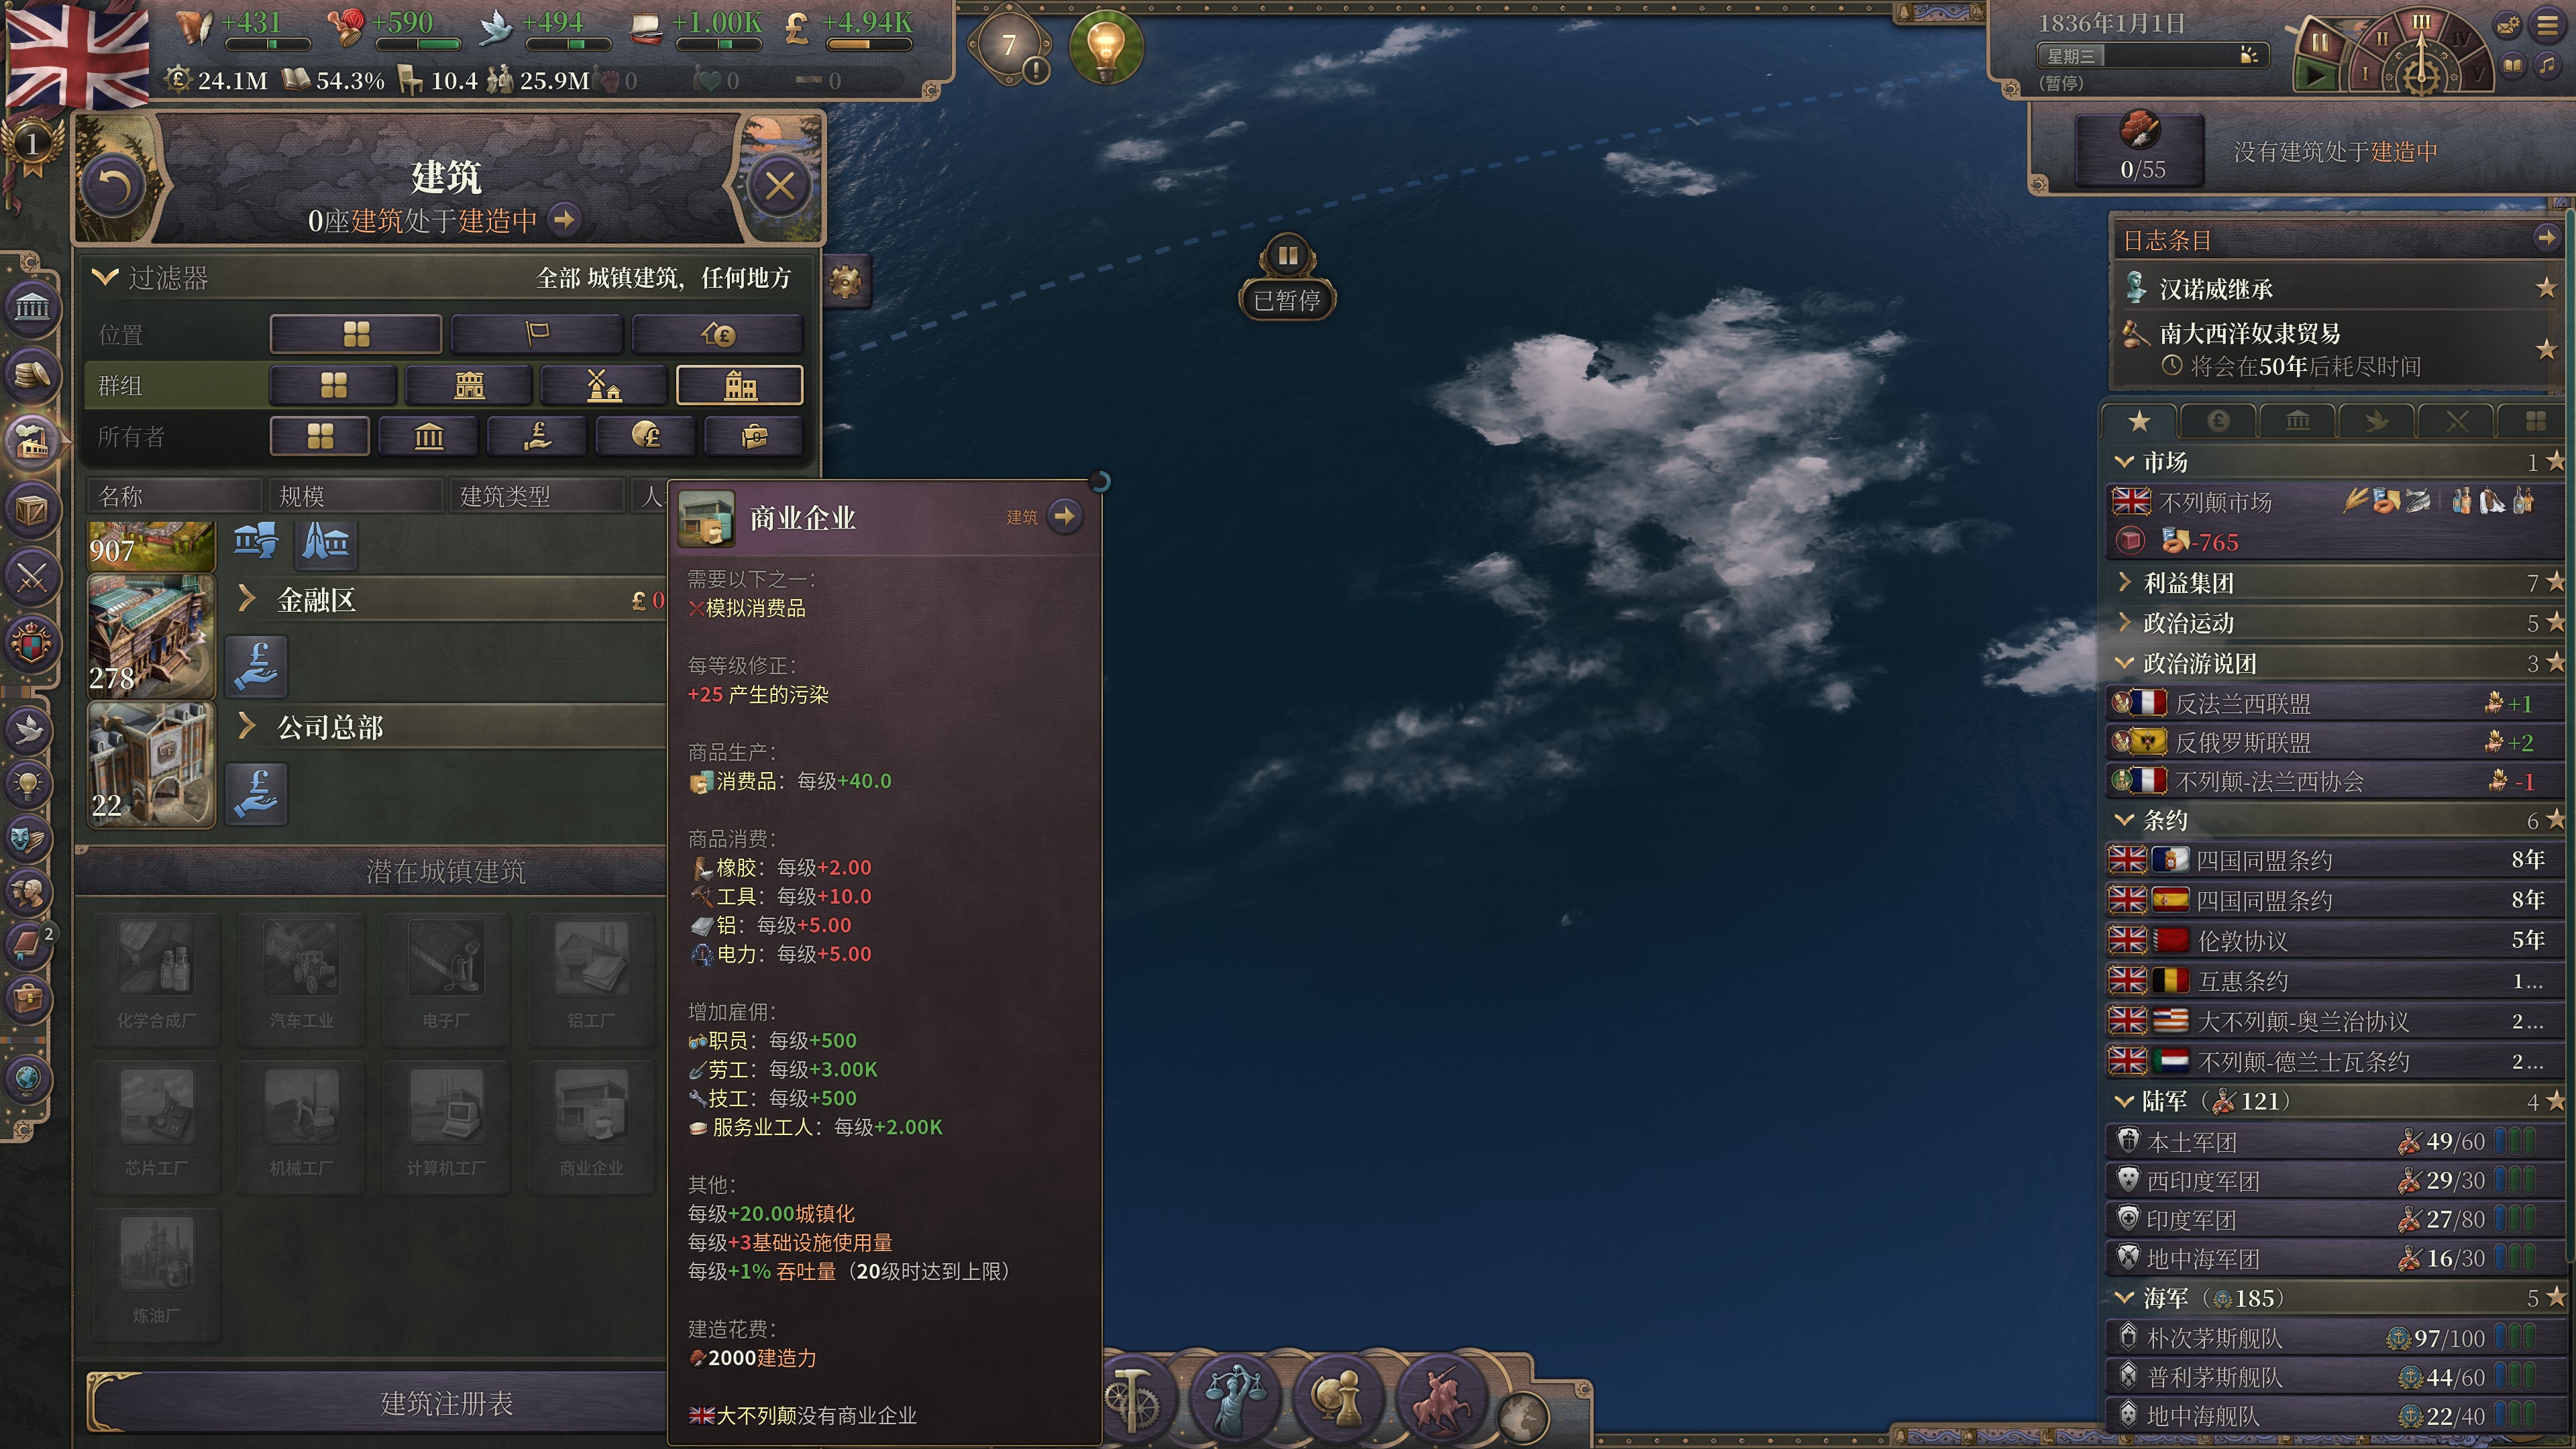 +431 +590 +494 +1.00K +4.94K
24.1M 54.3% 10.4 25.9M 0 0 0
7
1836年1月1日
星期三
(暂停)
I II III IV V
1
建筑
0座建筑处于建造中
0/55
没有建筑处于建造中
过滤器
全部 城镇建筑，任何地方
位置
群组
所有者
名称 规模 建筑类型 人
907
金融区 0
278
公司总部
22
潜在城镇建筑
化学合成厂 汽车工业 电子厂 铝工厂
芯片工厂 机械工厂 计算机工厂 商业企业
炼油厂
建筑注册表
2
已暂停
商业企业
建筑
需要以下之一：
模拟消费品
每等级修正：
+25 产生的污染
商品生产：
消费品：每级+40.0
商品消费：
橡胶：每级+2.00
工具：每级+10.0
铝：每级+5.00
电力：每级+5.00
增加雇佣：
职员：每级+500
劳工：每级+3.00K
技工：每级+500
服务业工人：每级+2.00K
其他：
每级+20.00城镇化
每级+3基础设施使用量
每级+1% 吞吐量（20级时达到上限）
建造花费：
2000建造力
大不列颠没有商业企业
日志条目
汉诺威继承
南大西洋奴隶贸易
将会在50年后耗尽时间
市场 1
不列颠市场
-765
利益集团 7
政治运动 5
政治游说团 3
反法兰西联盟 +1
反俄罗斯联盟 +2
不列颠-法兰西协会 -1
条约 6
四国同盟条约 8年
四国同盟条约 8年
伦敦协议 5年
互惠条约 1...
大不列颠-奥兰治协议 2...
不列颠-德兰士瓦条约 2...
陆军（121） 4
本土军团 49/60
西印度军团 29/30
印度军团 27/80
地中海军团 16/30
海军（185） 5
朴次茅斯舰队 97/100
普利茅斯舰队 44/60
地中海舰队 22/40